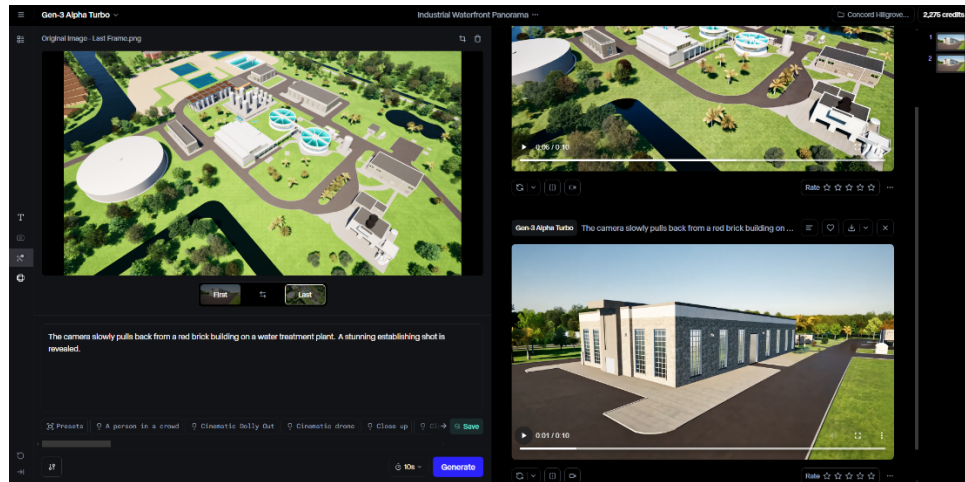 Gen-3 Alpha Turbo
Industrial Waterfront Panorama ···
Concord Hillgrove...
2,275 credits
Original Image - Last Frame.png
1
2
0:05 / 0:10
Rate
Gen-3 Alpha Turbo The camera slowly pulls back from a red brick building on ...
First
Last
The camera slowly pulls back from a red brick building on a water treatment plant. A stunning establishing shot is
revealed.
Presets
A person in a crowd
Cinematic Dolly Out
Cinematic drone
Close up
Save
0:01 / 0:10
10s
Generate
Rate